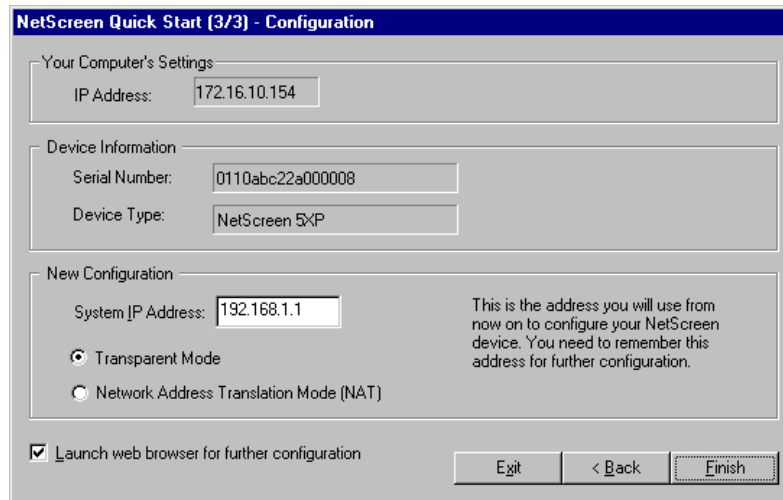 NetScreen Quick Start (3/3) - Configuration
Your Computer's Settings
IP Address: 172.16.10.154
Device Information
Serial Number: 0110abc22a000008
Device Type: NetScreen 5XP
New Configuration
System IP Address: 192.168.1.1
This is the address you will use from
now on to configure your NetScreen
device. You need to remember this
address for further configuration.
Transparent Mode
Network Address Translation Mode (NAT)
Launch web browser for further configuration
Exit
< Back
Finish